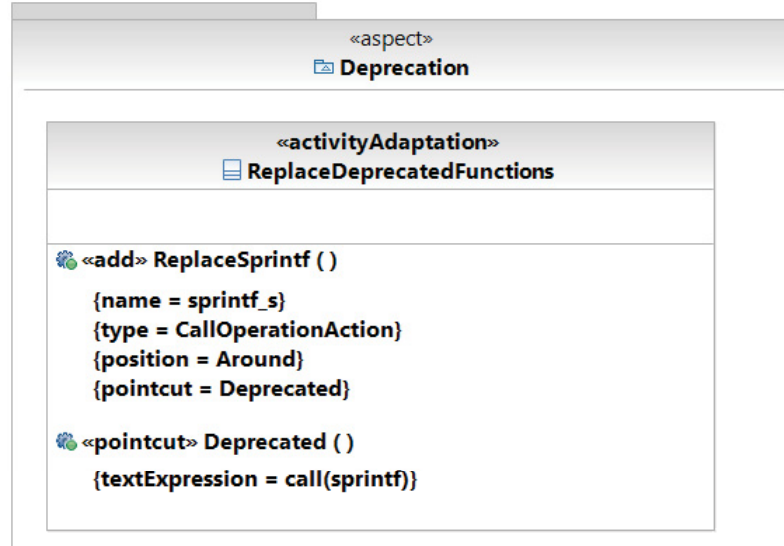 «aspect»
Deprecation
«activityAdaptation»
ReplaceDeprecatedFunctions
«add» ReplaceSprintf ( )
{name = sprintf_s}
{type = CallOperationAction}
{position = Around}
{pointcut = Deprecated}
«pointcut» Deprecated ( )
{textExpression = call(sprintf)}